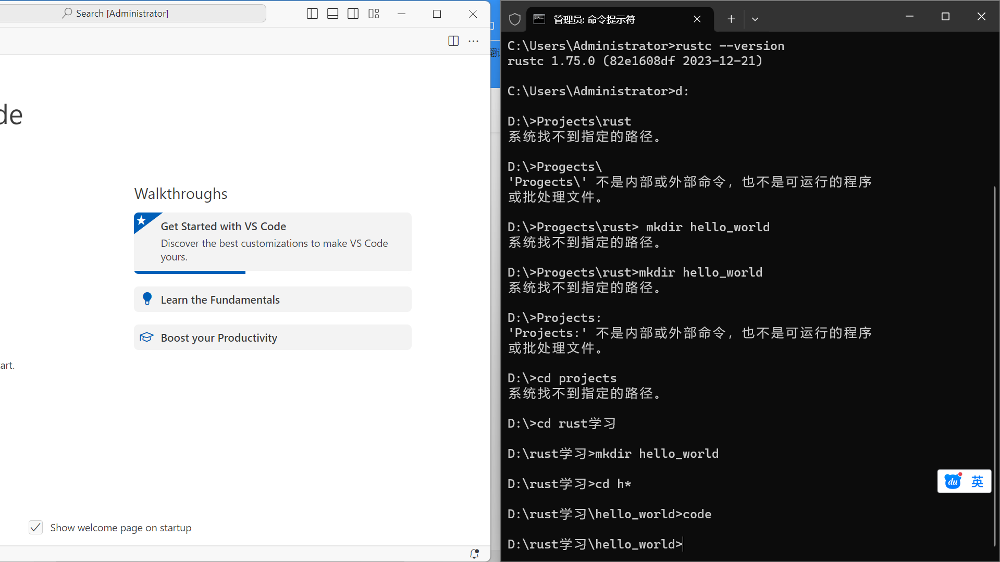 Search [Administrator]
de
Walkthroughs
Get Started with VS Code
Discover the best customizations to make VS Code
yours.
Learn the Fundamentals
Boost your Productivity
art.
Show welcome page on startup
管理员: 命令提示符
C:\Users\Administrator>rustc --version
rustc 1.75.0 (82e1608df 2023-12-21)
C:\Users\Administrator>d:
D:\>Projects\rust
系统找不到指定的路径。
D:\>Progects\
'Progects\' 不是内部或外部命令，也不是可运行的程序
或批处理文件。
D:\>Progects\rust> mkdir hello_world
系统找不到指定的路径。
D:\>Progects\rust>mkdir hello_world
系统找不到指定的路径。
D:\>Projects:
'Projects:' 不是内部或外部命令，也不是可运行的程序
或批处理文件。
D:\>cd projects
系统找不到指定的路径。
D:\>cd rust学习
D:\rust学习>mkdir hello_world
D:\rust学习>cd h*
D:\rust学习\hello_world>code
D:\rust学习\hello_world>
du 英